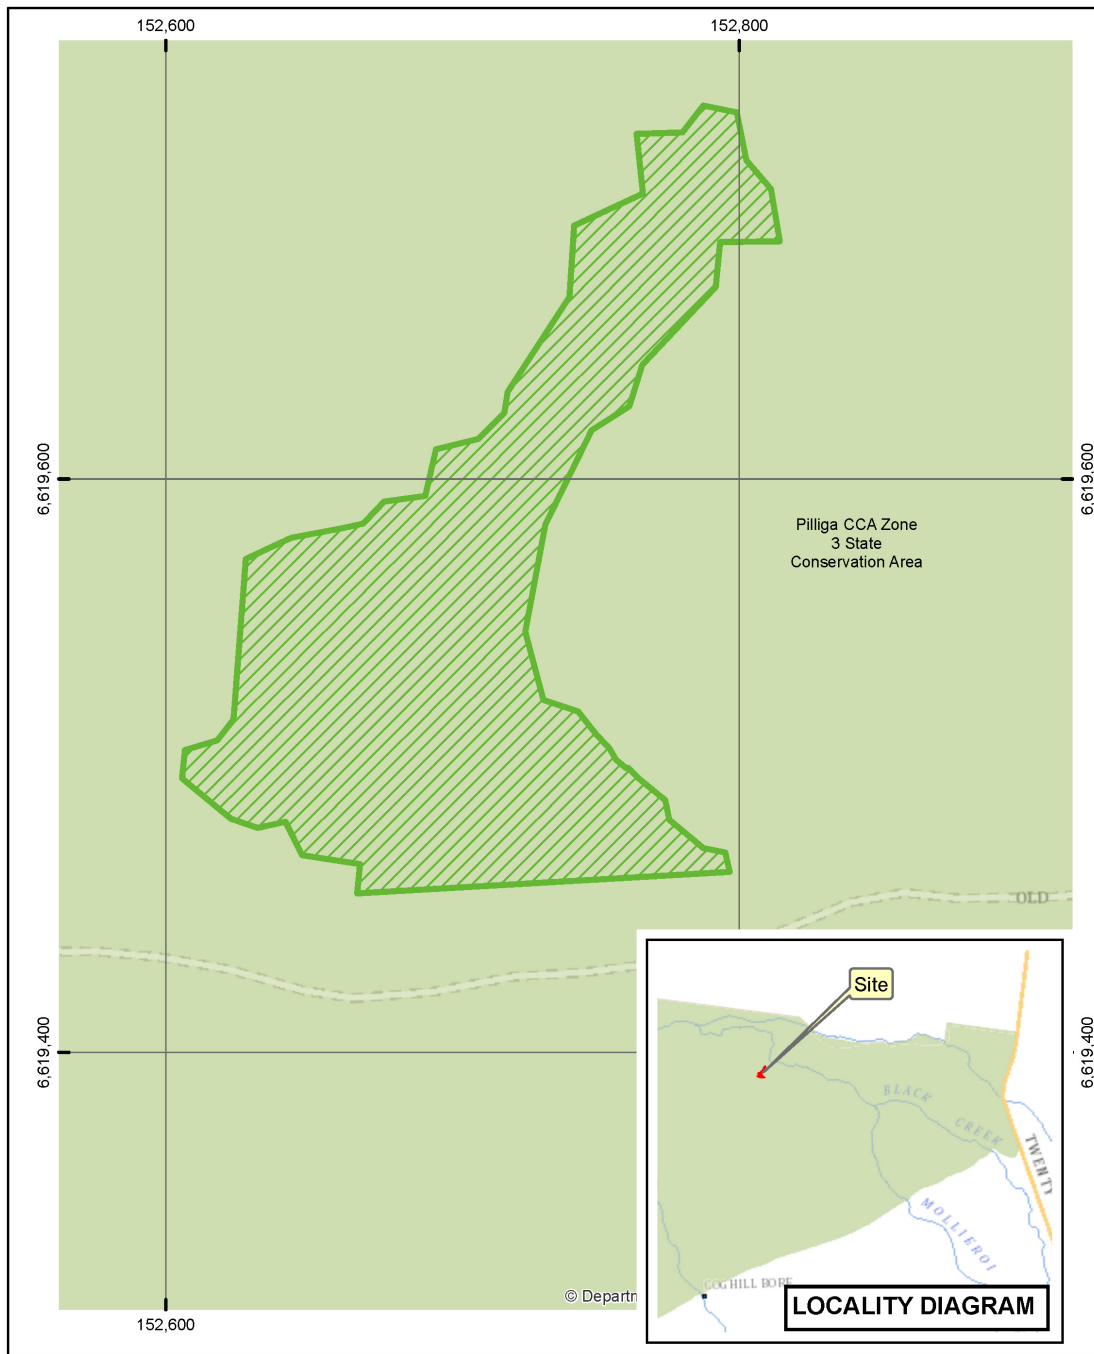 152,600
152,800
6,619,600
6,619,600
Pilliga CCA Zone
3 State
Conservation Area
OLD
Site
6,619,400
6,619,400
BLACK
CREEK
TWENTY
MOLLIEROI
COGHILL BORE
© Departm
LOCALITY DIAGRAM
152,600